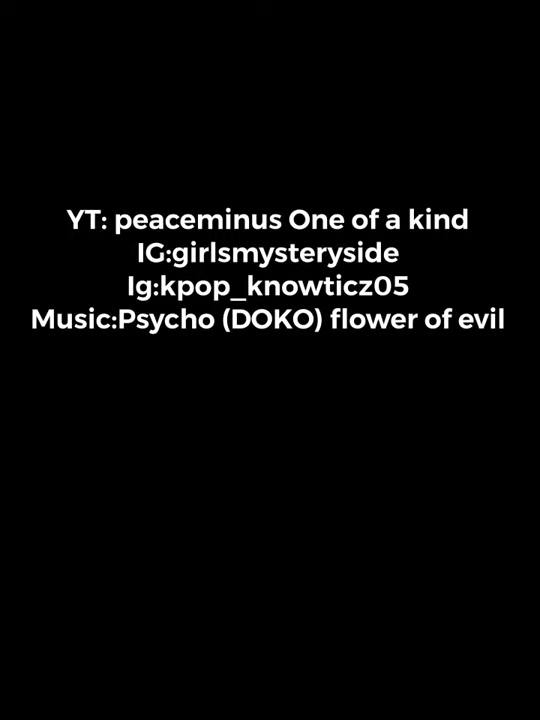 YT: peaceminus One of a kind
IG:girlsmysteryside
Ig:kpop_knowticz05
Music:Psycho (DOKO) flower of evil